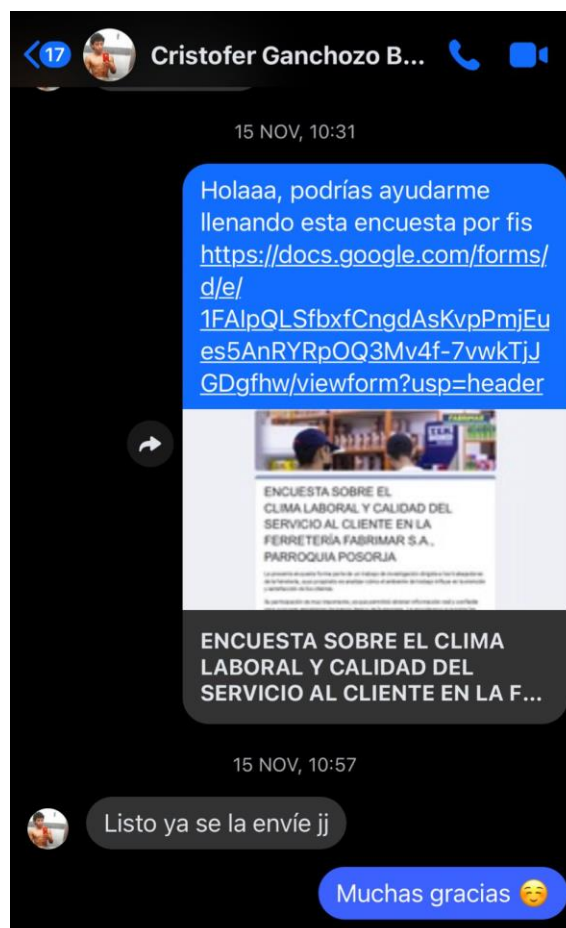 17
Cristofer Ganchozo B...
15 NOV, 10:31
Holaaa, podrías ayudarme
llenando esta encuesta por fis
https://docs.google.com/forms/
d/e/
1FAIpQLSfbxfCngdAsKvpPmjEu
es5AnRYRpOQ3Mv4f-7vwkTjJ
GDgfhw/viewform?usp=header
ENCUESTA SOBRE EL
CLIMA LABORAL Y CALIDAD DEL
SERVICIO AL CLIENTE EN LA
FERRETERÍA FABRIMAR S.A.,
PARROQUIA POSORJA
ENCUESTA SOBRE EL CLIMA
LABORAL Y CALIDAD DEL
SERVICIO AL CLIENTE EN LA F...
15 NOV, 10:57
Listo ya se la envíe jj
Muchas gracias ☺️